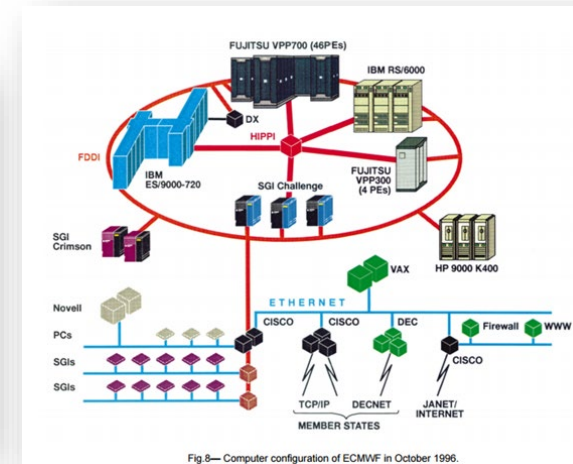 FUJITSU VPP700 (46PEs)
IBM RS/6000
DX
HIPPI
FDDI
IBM
ES/9000-720
FUJITSU
VPP300
(4 PEs)
SGI Challenge
SGI
Crimson
HP 9000 K400
VAX
Novell
ETHERNET
CISCO
CISCO
DEC
Firewall
WWW
PCs
CISCO
SGIs
SGIs
TCP/IP
DECNET
JANET/
INTERNET
MEMBER STATES
Fig.8— Computer configuration of ECMWF in October 1996.